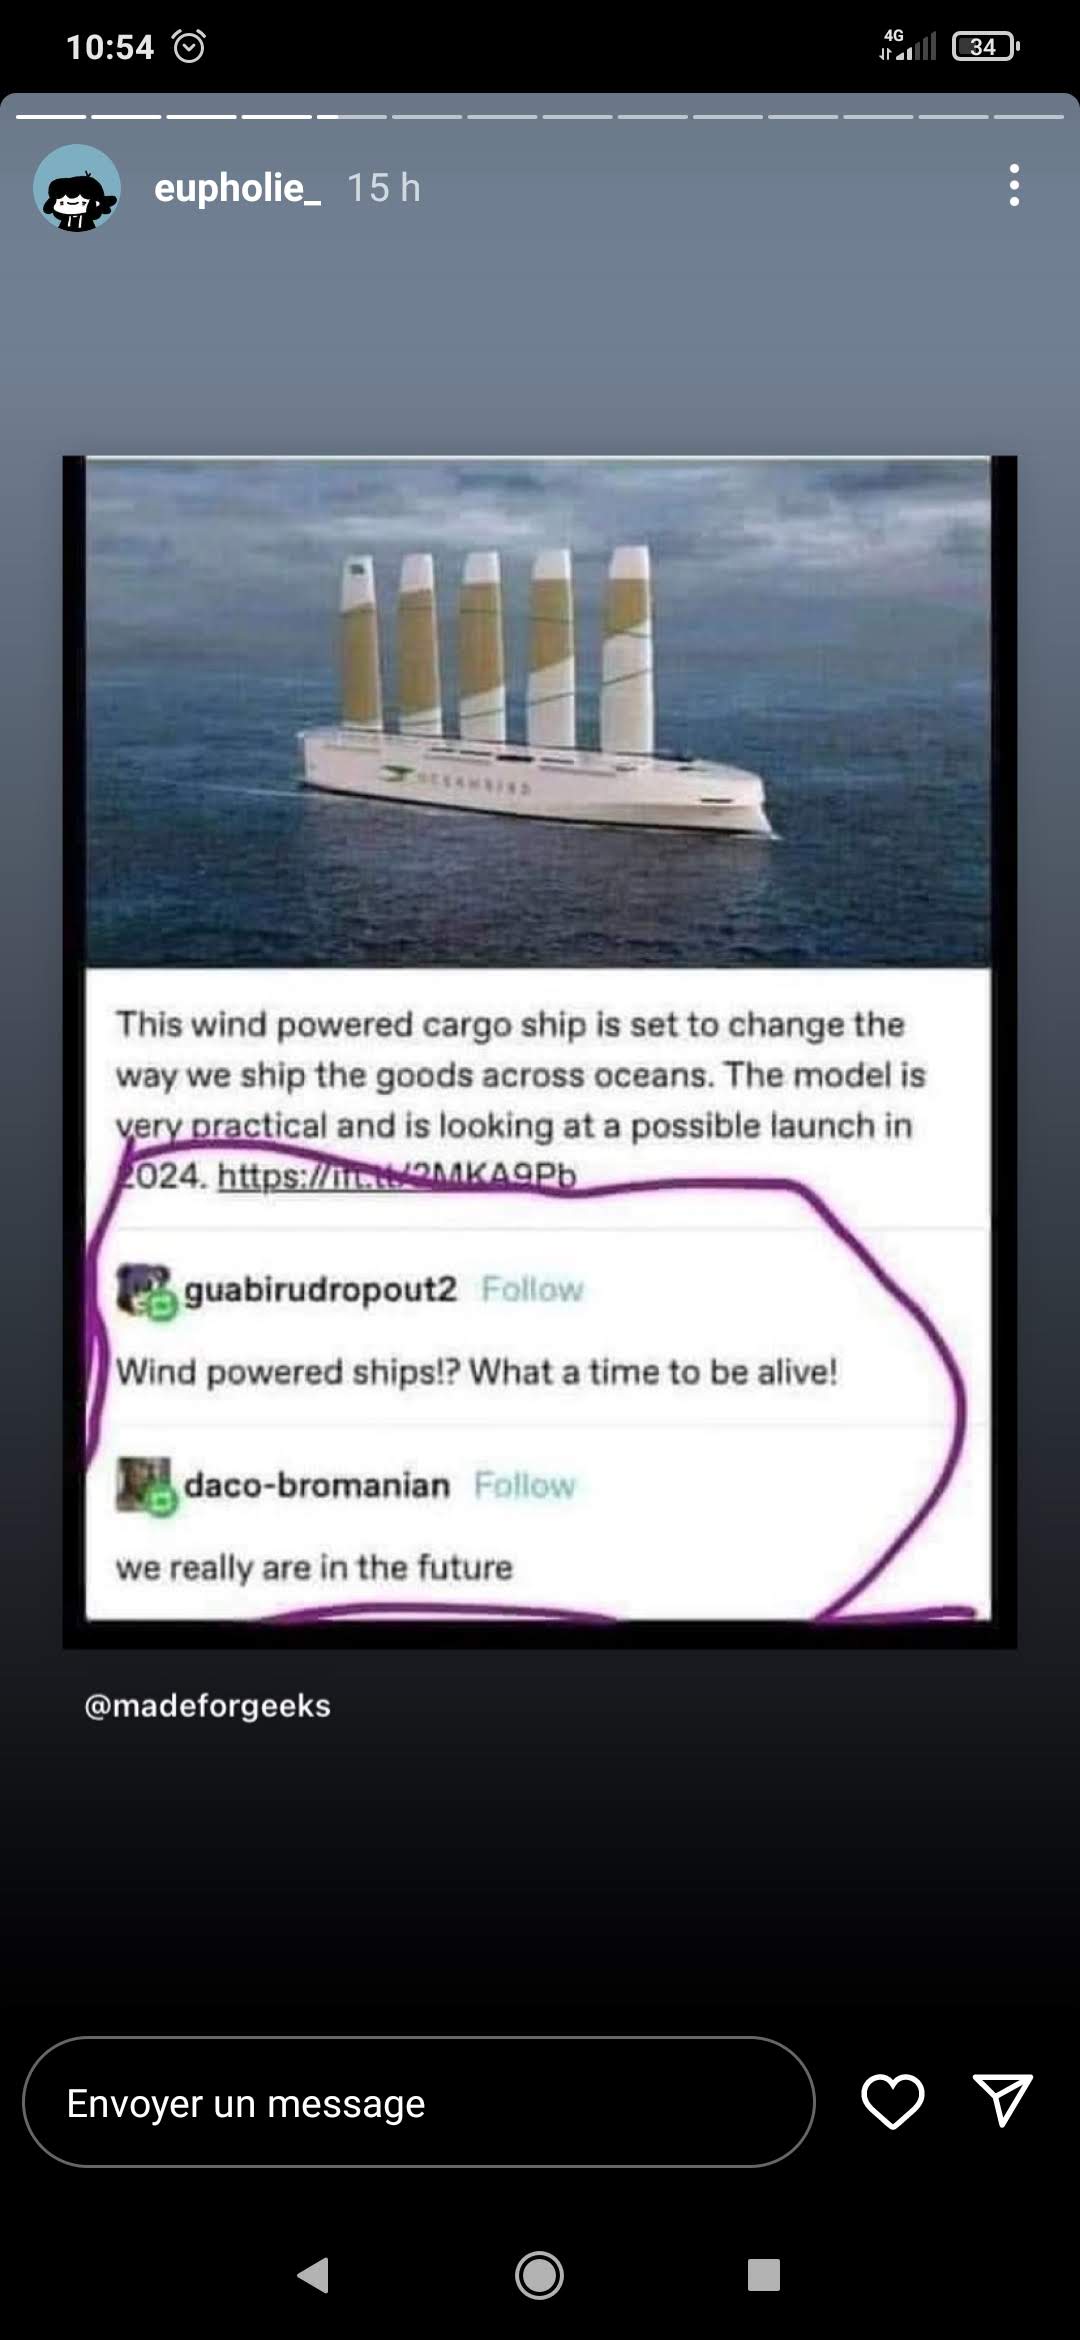 10:54
4G
34
eupholie_ 15 h
OCEANBIRD
This wind powered cargo ship is set to change the
way we ship the goods across oceans. The model is
very practical and is looking at a possible launch in
2024. https://ift.tt/2MKA9Pb
guabirudropout2 Follow
Wind powered ships!? What a time to be alive!
daco-bromanian Follow
we really are in the future
@madeforgeeks
Envoyer un message